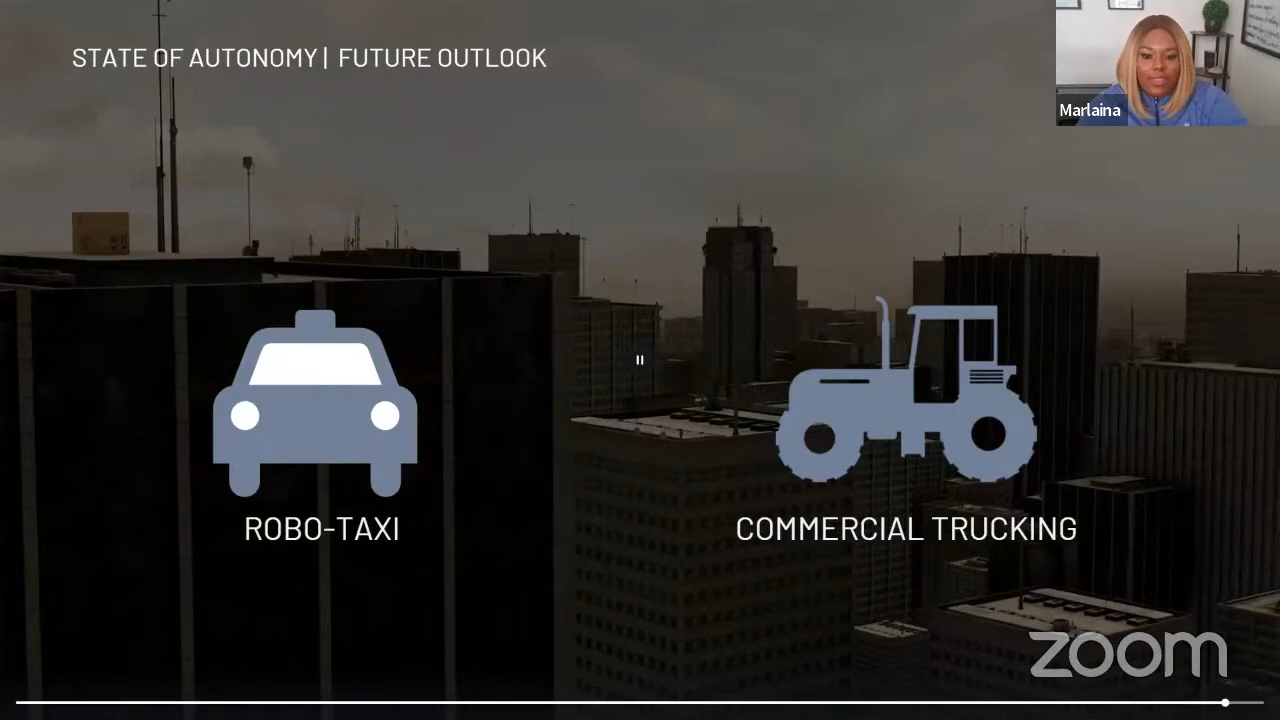 STATE OF AUTONOMY | FUTURE OUTLOOK
Marlaina
ROBO-TAXI
COMMERCIAL TRUCKING
zoom